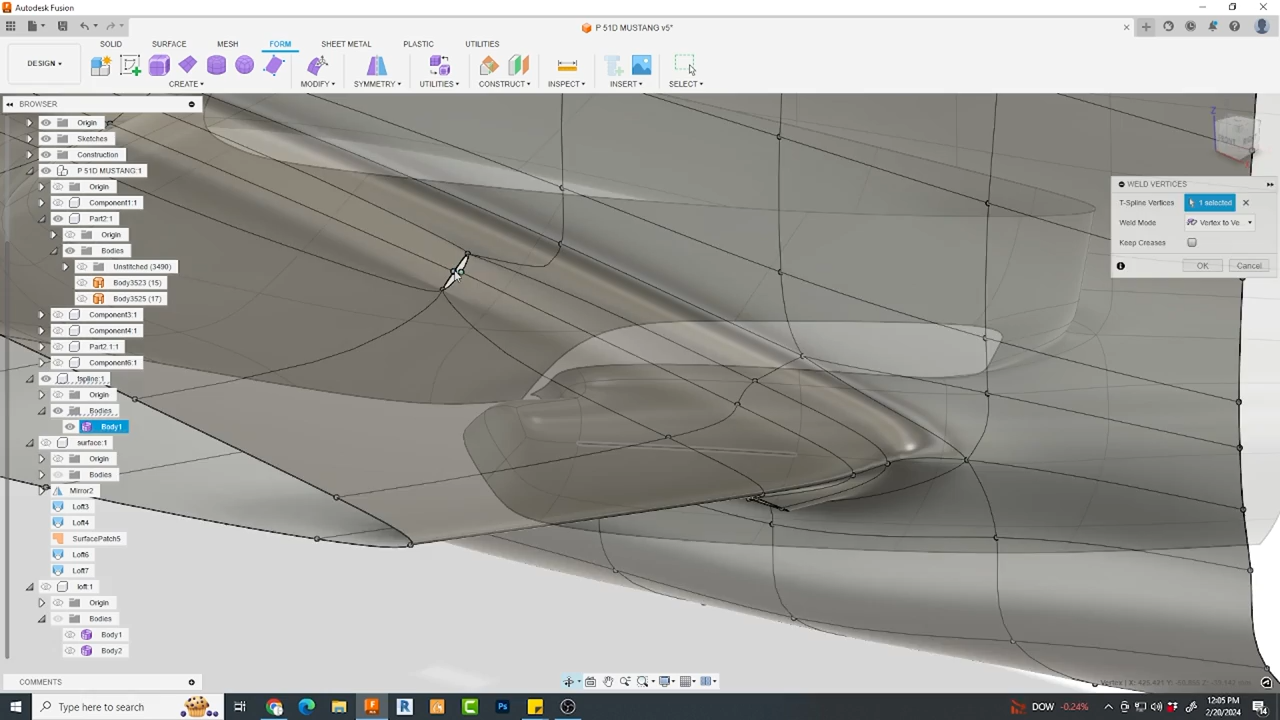 Autodesk Fusion
P 51D MUSTANG v5*
SOLID SURFACE MESH FORM SHEET METAL PLASTIC UTILITIES
DESIGN
CREATE MODIFY SYMMETRY UTILITIES CONSTRUCT INSPECT INSERT SELECT
BROWSER
Origin
Sketches
Construction
P 51D MUSTANG:1
Origin
Component1:1
Part2:1
Origin
Bodies
Unstitched (3490)
Body3523 (15)
Body3525 (17)
Component3:1
Component4:1
Part2.1:1
Component6:1
tspline:1
Origin
Bodies
Body1
surface:1
Origin
Bodies
Mirror2
Loft3
Loft4
SurfacePatch5
Loft6
Loft7
loft:1
Origin
Bodies
Body1
Body2
COMMENTS
Z
WELD VERTICES
T-Spline Vertices 1 selected
Weld Mode Vertex to Ve
Keep Creases
OK Cancel
Type here to search
DOW -0.24%
12:05 PM
2/20/2024
14